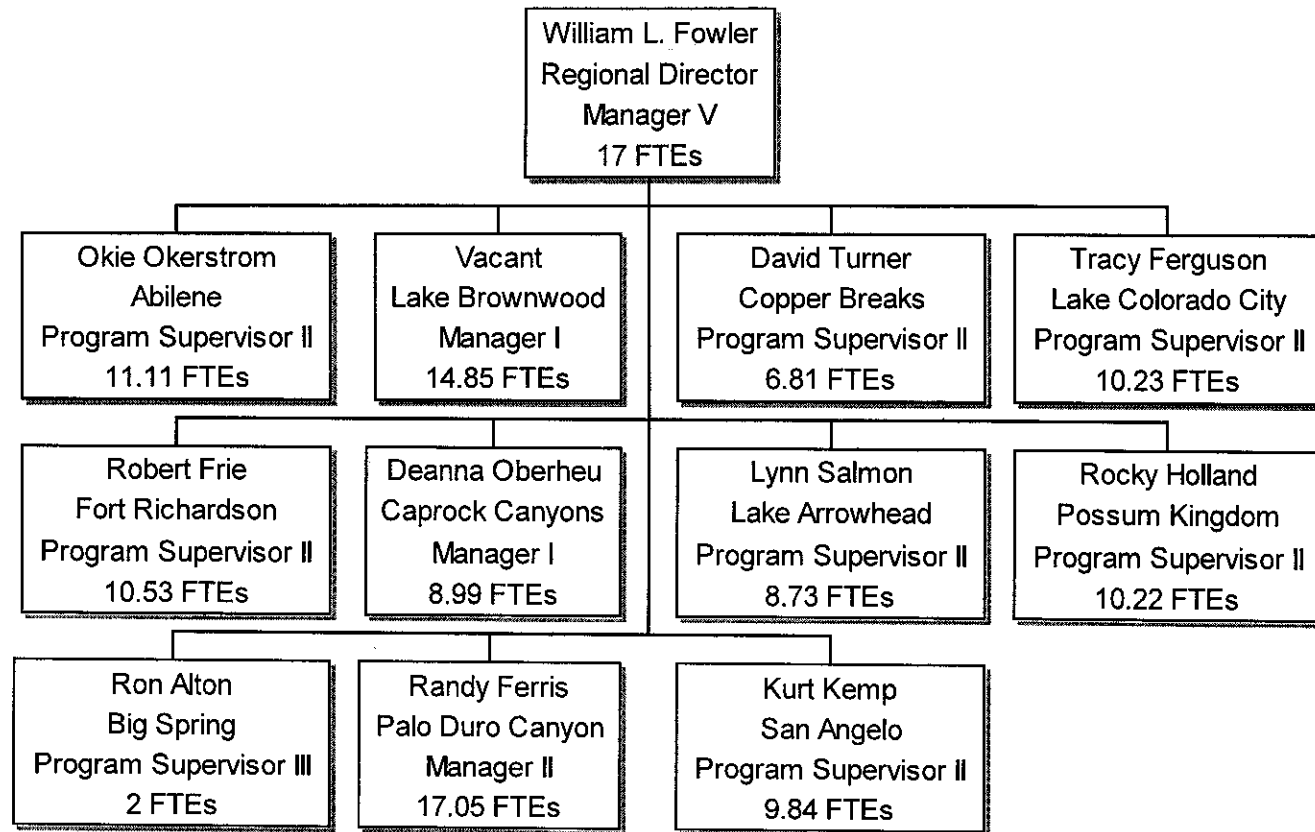 William L. Fowler
Regional Director
Manager V
17 FTEs
Okie Okerstrom
Abilene
Program Supervisor II
11.11 FTEs
Vacant
Lake Brownwood
Manager I
14.85 FTEs
David Turner
Copper Breaks
Program Supervisor II
6.81 FTEs
Tracy Ferguson
Lake Colorado City
Program Supervisor II
10.23 FTEs
Robert Frie
Fort Richardson
Program Supervisor II
10.53 FTEs
Deanna Oberheu
Caprock Canyons
Manager I
8.99 FTEs
Lynn Salmon
Lake Arrowhead
Program Supervisor II
8.73 FTEs
Rocky Holland
Possum Kingdom
Program Supervisor II
10.22 FTEs
Ron Alton
Big Spring
Program Supervisor III
2 FTEs
Randy Ferris
Palo Duro Canyon
Manager II
17.05 FTEs
Kurt Kemp
San Angelo
Program Supervisor II
9.84 FTEs